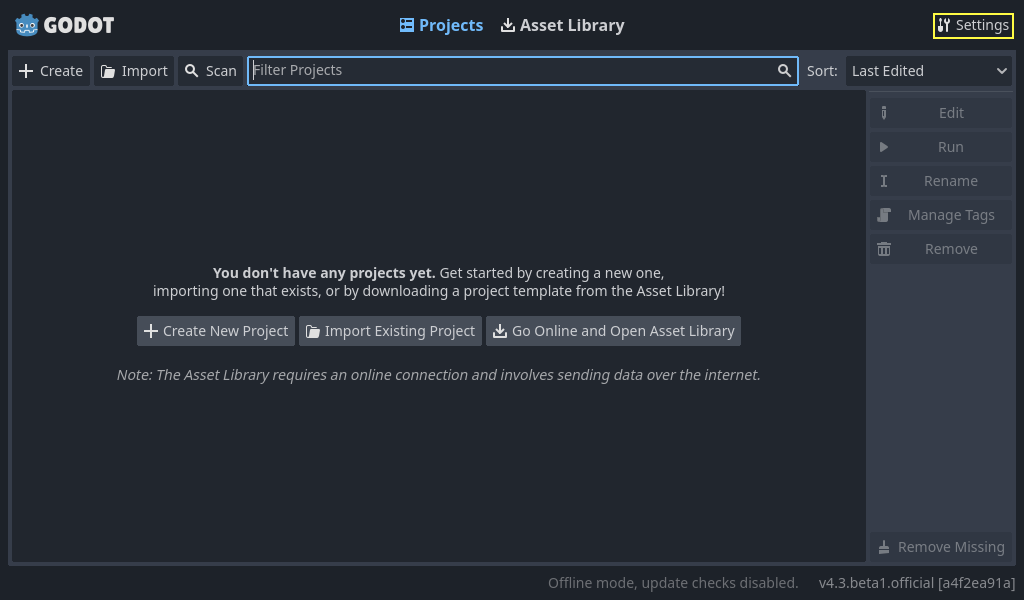 GODOT
Projects
Asset Library
Settings
Create
Import
Scan
Filter Projects
Sort:
Last Edited
Edit
Run
Rename
Manage Tags
Remove
You don't have any projects yet. Get started by creating a new one,
importing one that exists, or by downloading a project template from the Asset Library!
Create New Project
Import Existing Project
Go Online and Open Asset Library
Note: The Asset Library requires an online connection and involves sending data over the internet.
Remove Missing
Offline mode, update checks disabled.
v4.3.beta1.official [a4f2ea91a]